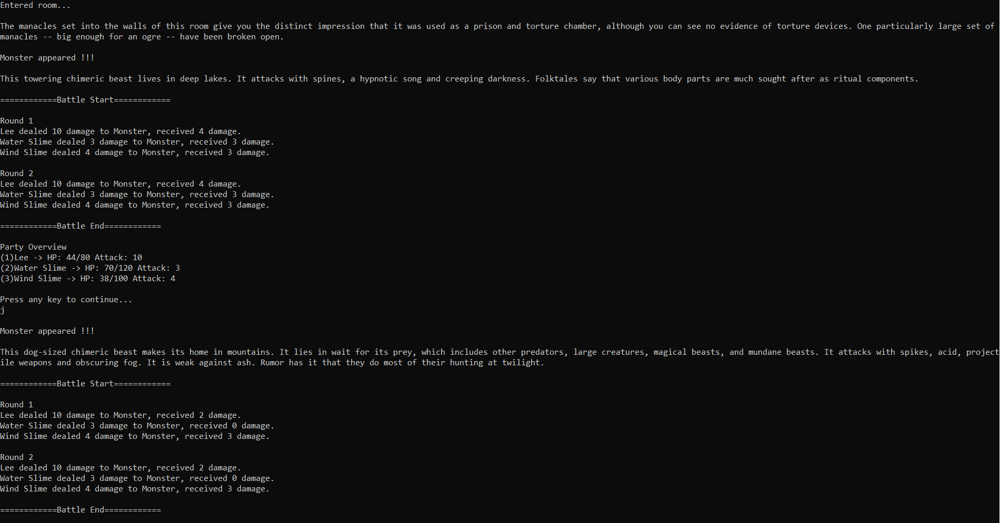 Entered room...
The manacles set into the walls of this room give you the distinct impression that it was used as a prison and torture chamber, although you can see no evidence of torture devices. One particularly large set of
manacles -- big enough for an ogre -- have been broken open.
Monster appeared !!!
This towering chimeric beast lives in deep lakes. It attacks with spines, a hypnotic song and creeping darkness. Folktales say that various body parts are much sought after as ritual components.
============Battle Start============
Round 1
Lee dealt 10 damage to Monster, received 4 damage.
Water Slime dealed 3 damage to Monster, received 3 damage.
Wind Slime dealed 4 damage to Monster, received 3 damage.
Round 2
Lee dealed 10 damage to Monster, received 4 damage.
Water Slime dealed 3 damage to Monster, received 3 damage.
Wind Slime dealed 4 damage to Monster, received 3 damage.
============Battle End============
Party Overview
(1)Lee -> HP: 44/80 Attack: 10
(2)Water Slime -> HP: 70/120 Attack: 3
(3)Wind Slime -> HP: 38/100 Attack: 4
Press any key to continue...
j
Monster appeared !!!
This dog-sized chimeric beast makes its home in mountains. It lies in wait for its prey, which includes other predators, large creatures, magical beasts, and mundane beasts. It attacks with spikes, acid, project
ile weapons and obscuring fog. It is weak against ash. Rumor has it that they do most of their hunting at twilight.
============Battle Start============
Round 1
Lee dealed 10 damage to Monster, received 2 damage.
Water Slime dealed 3 damage to Monster, received 0 damage.
Wind Slime dealed 4 damage to Monster, received 3 damage.
Round 2
Lee dealed 10 damage to Monster, received 2 damage.
Water Slime dealed 3 damage to Monster, received 0 damage.
Wind Slime dealed 4 damage to Monster, received 3 damage.
============Battle End============